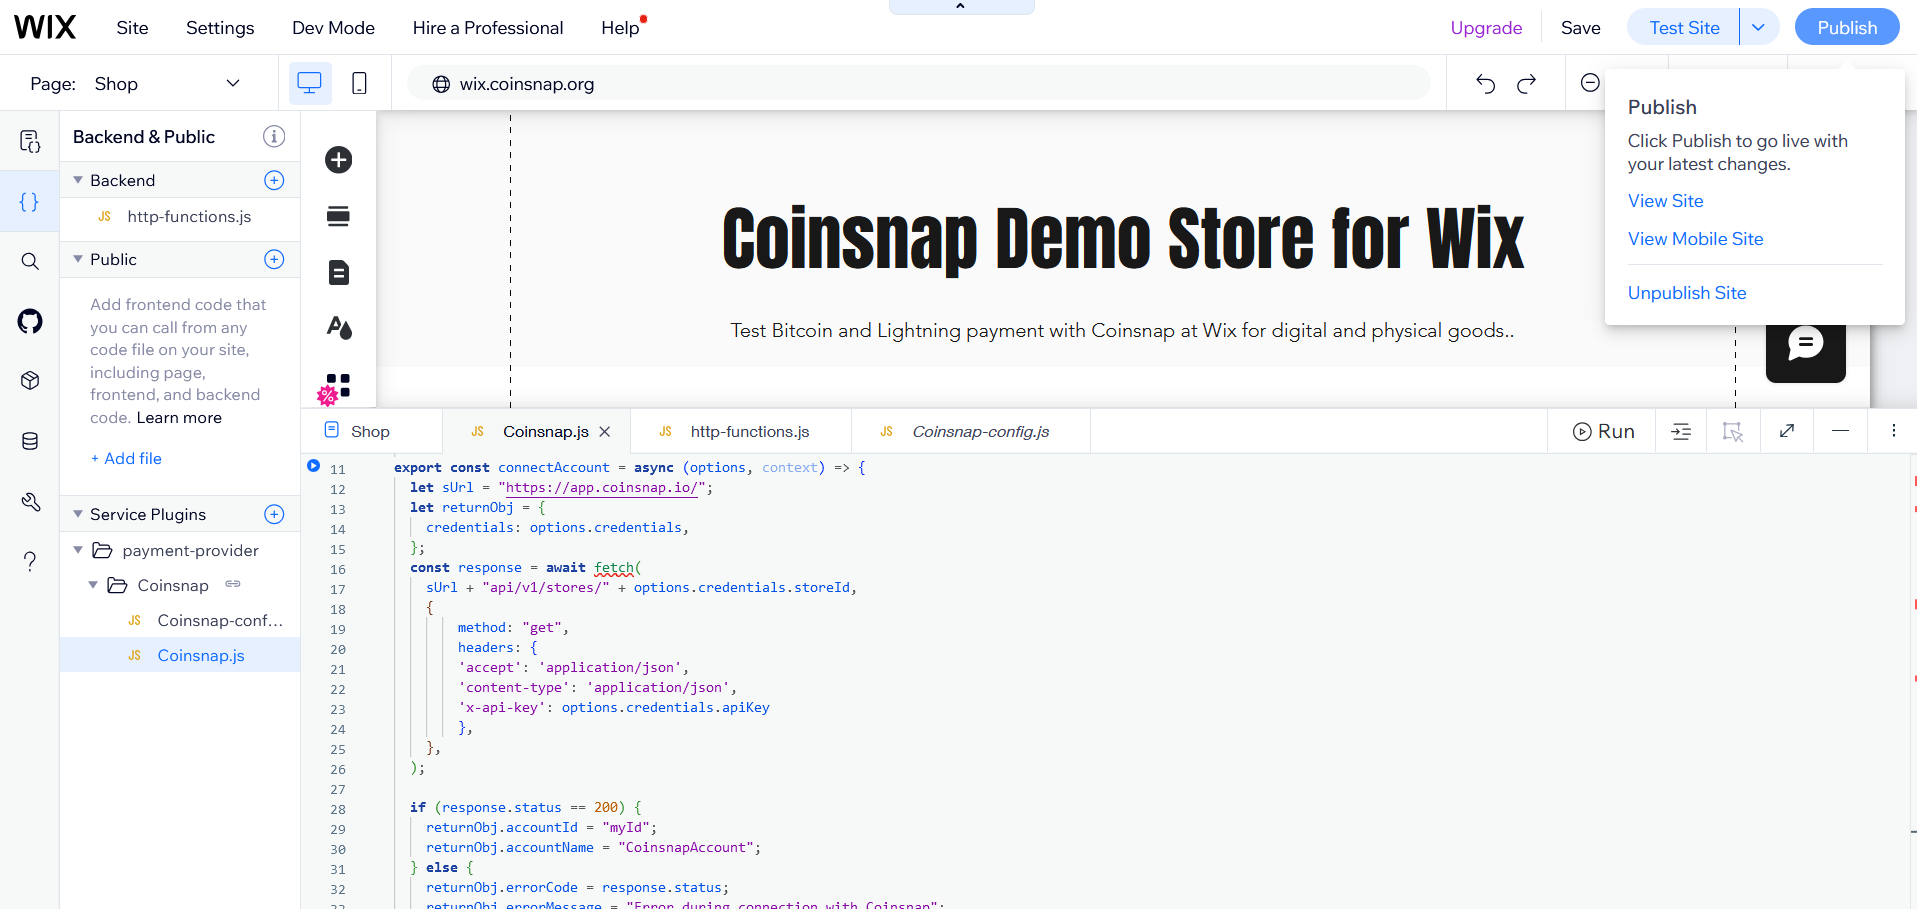 WIX Site Settings Dev Mode Hire a Professional Help Upgrade Save Test Site Publish
Page: Shop wix.coinsnap.org
Publish
Click Publish to go live with
your latest changes.
View Site
View Mobile Site
Unpublish Site
Backend & Public
Backend
JS http-functions.js
Public
Add frontend code that
you can call from any
code file on your site,
including page,
frontend, and backend
code. Learn more
+ Add file
Service Plugins
payment-provider
Coinsnap
JS Coinsnap-conf...
JS Coinsnap.js
Coinsnap Demo Store for Wix
Test Bitcoin and Lightning payment with Coinsnap at Wix for digital and physical goods..
Shop JS Coinsnap.js JS http-functions.js JS Coinsnap-config.js Run
11 export const connectAccount = async (options, context) => {
12 let sUrl = "https://app.coinsnap.io/";
13 let returnObj = {
14 credentials: options.credentials,
15 };
16 const response = await fetch(
17 sUrl + "api/v1/stores/" + options.credentials.storeId,
18 {
19 method: "get",
20 headers: {
21 'accept': 'application/json',
22 'content-type': 'application/json',
23 'x-api-key': options.credentials.apiKey
24 },
25 },
26 );
27
28 if (response.status == 200) {
29 returnObj.accountId = "myId";
30 returnObj.accountName = "CoinsnapAccount";
31 } else {
32 returnObj.errorCode = response.status;
33 returnObj.errorMessage = "Error during connection with Coinsnap";